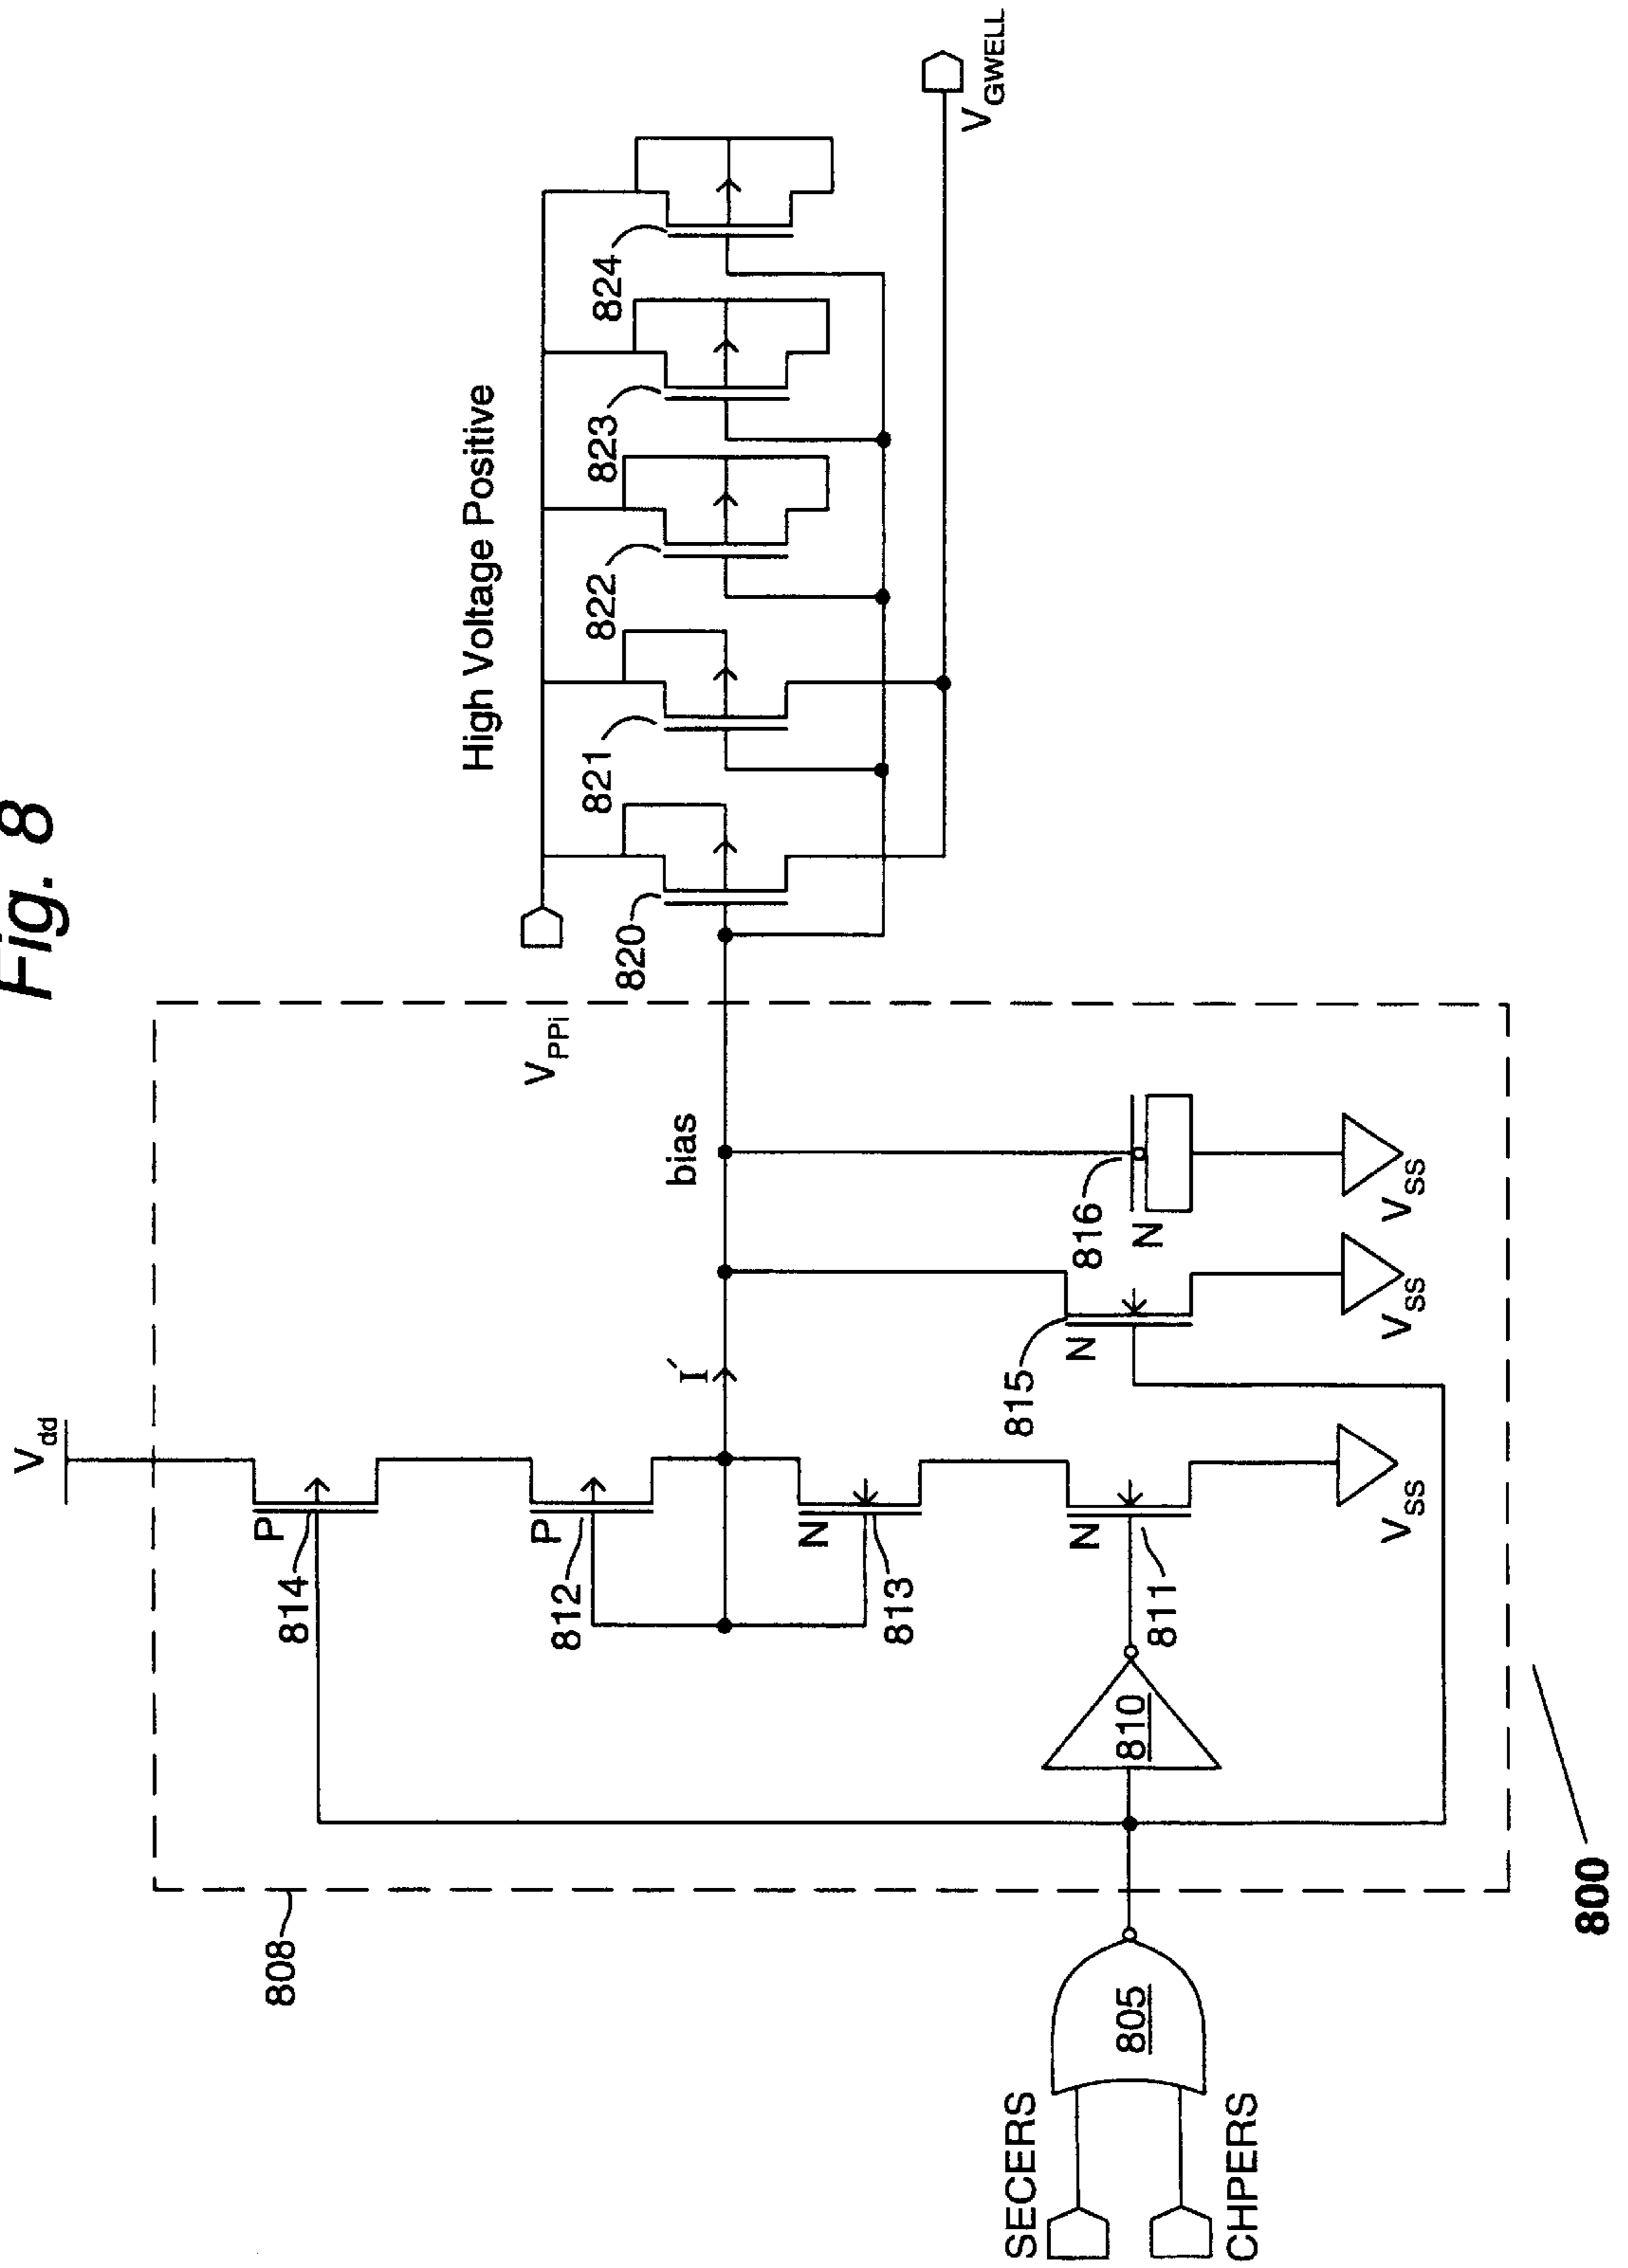 Fig. 8
V_dd
High Voltage Positive
808
814
P
812
P
I′
bias
V_PPi
820
821
822
823
824
V_GWELL
N
813
N
811
815
N
816
N
V_SS
V_SS
V_SS
810
805
SECERS
CHPERS
800